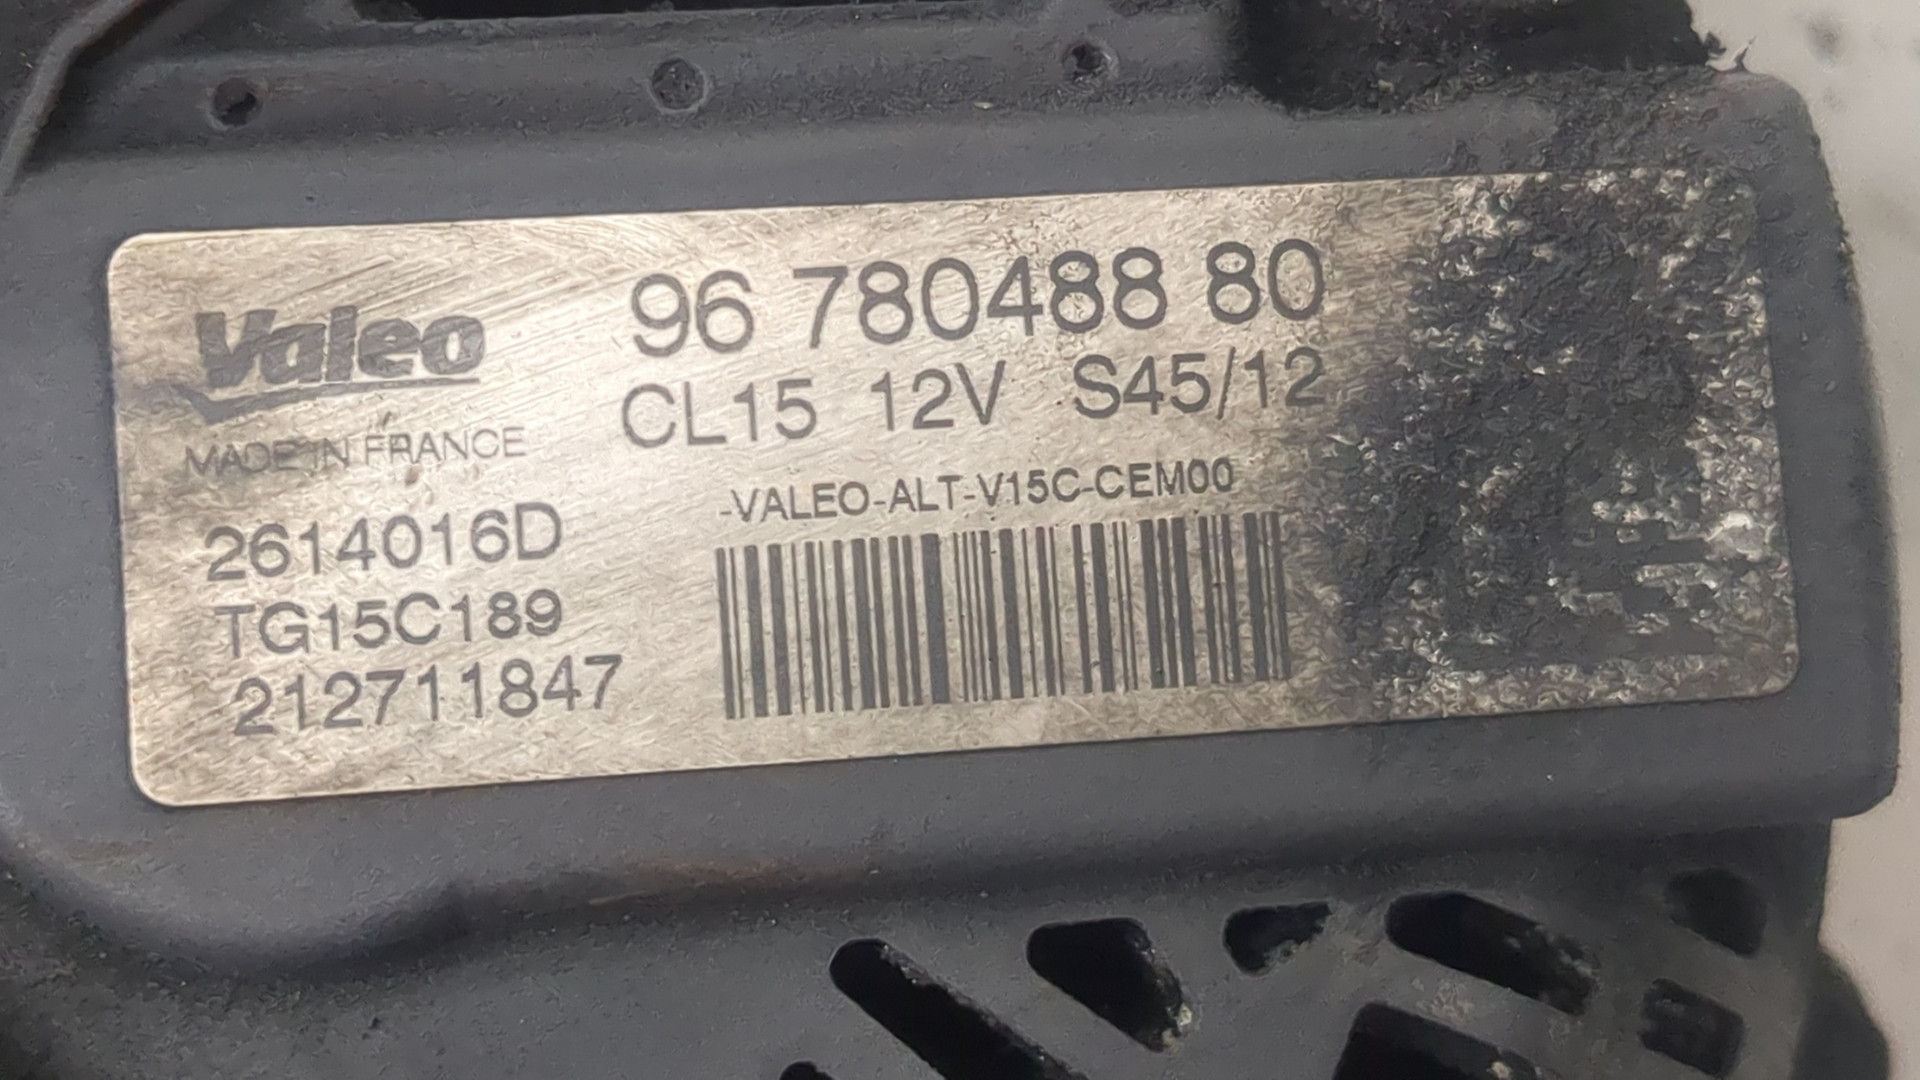 Valeo
MADE IN FRANCE
2614016D
TG15C189
212711847
96 780488 80
CL15 12V S45/12
-VALEO-ALT-V15C-CEM00